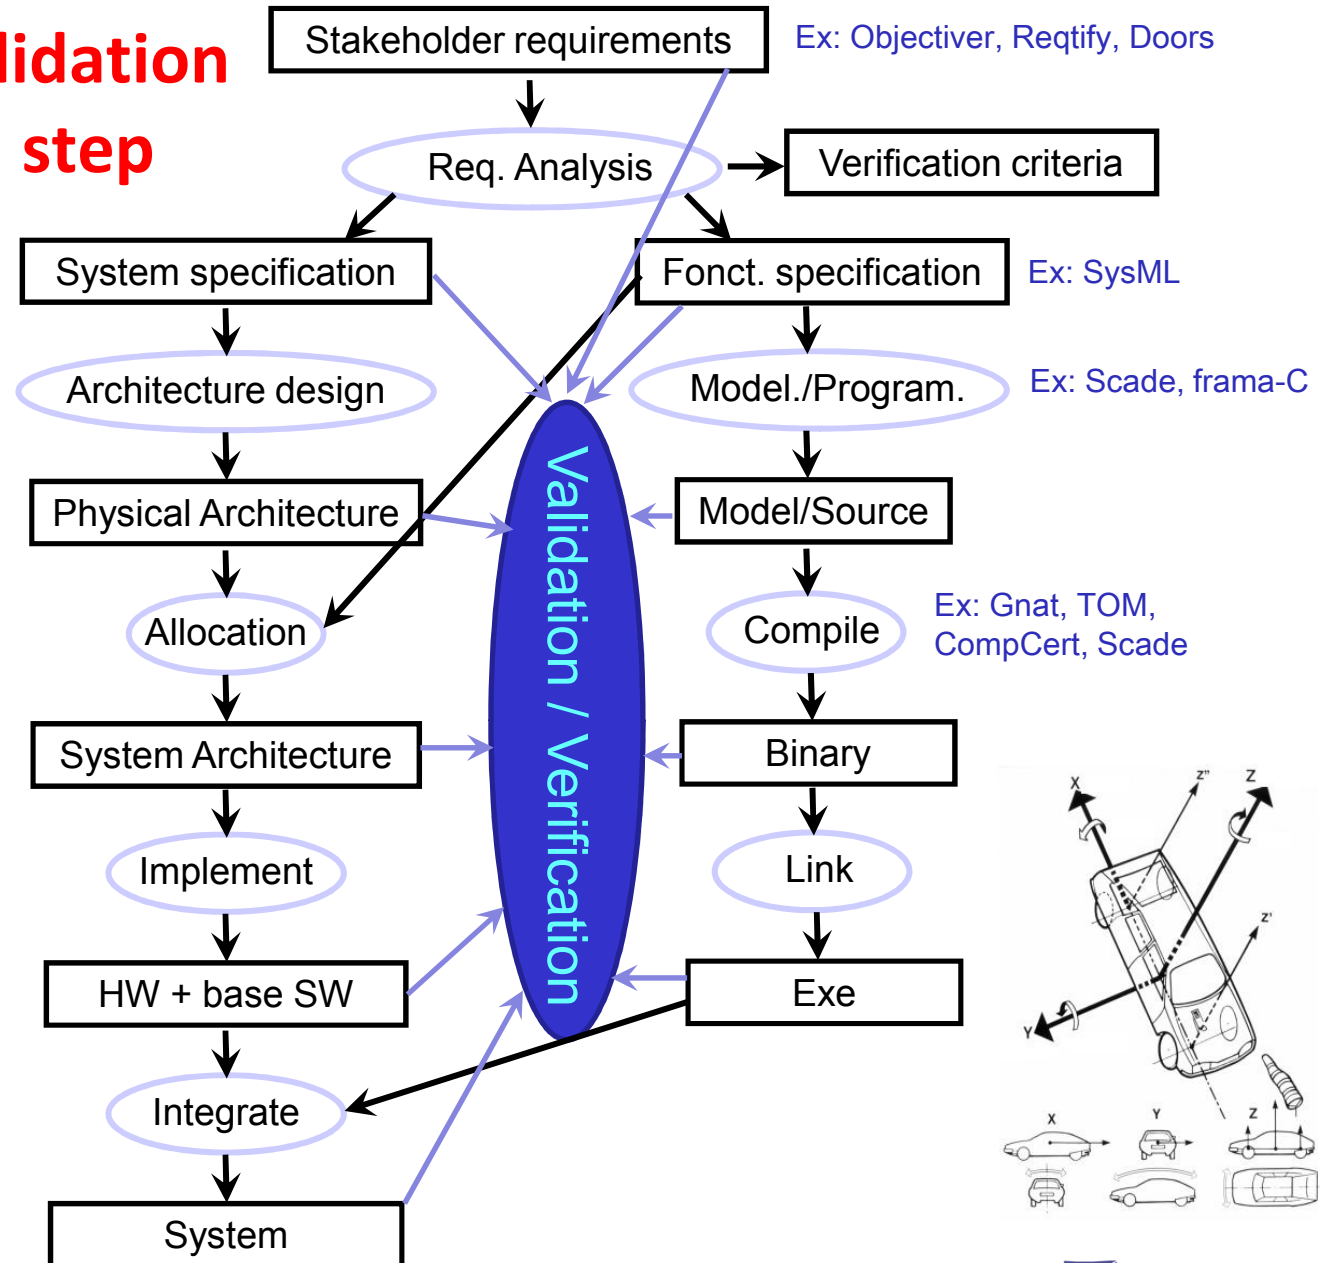 lidation
step
Stakeholder requirements
Ex: Objectiver, Reqtify, Doors
Req. Analysis
Verification criteria
System specification
Fonct. specification
Ex: SysML
Architecture design
Model./Program.
Ex: Scade, frama-C
Physical Architecture
Model/Source
Validation / Verification
Allocation
Compile
Ex: Gnat, TOM,
CompCert, Scade
System Architecture
Binary
Implement
Link
HW + base SW
Exe
Integrate
System
X
z"
Z
z'
Y
X
Y
Z